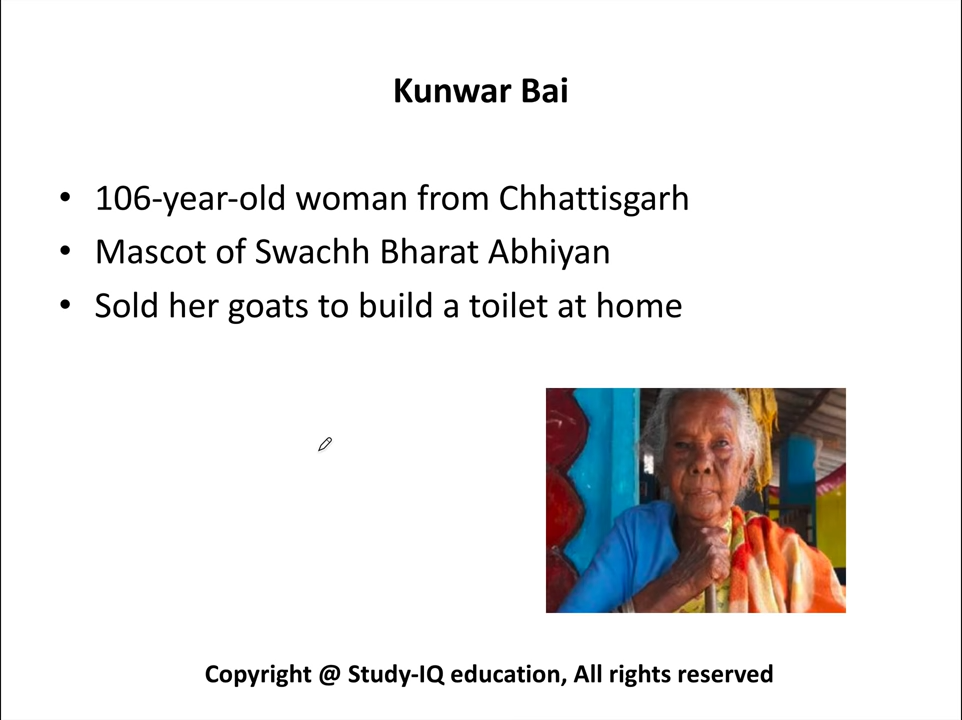 Kunwar Bai
• 106-year-old woman from Chhattisgarh
• Mascot of Swachh Bharat Abhiyan
• Sold her goats to build a toilet at home
Copyright @ Study-IQ education, All rights reserved